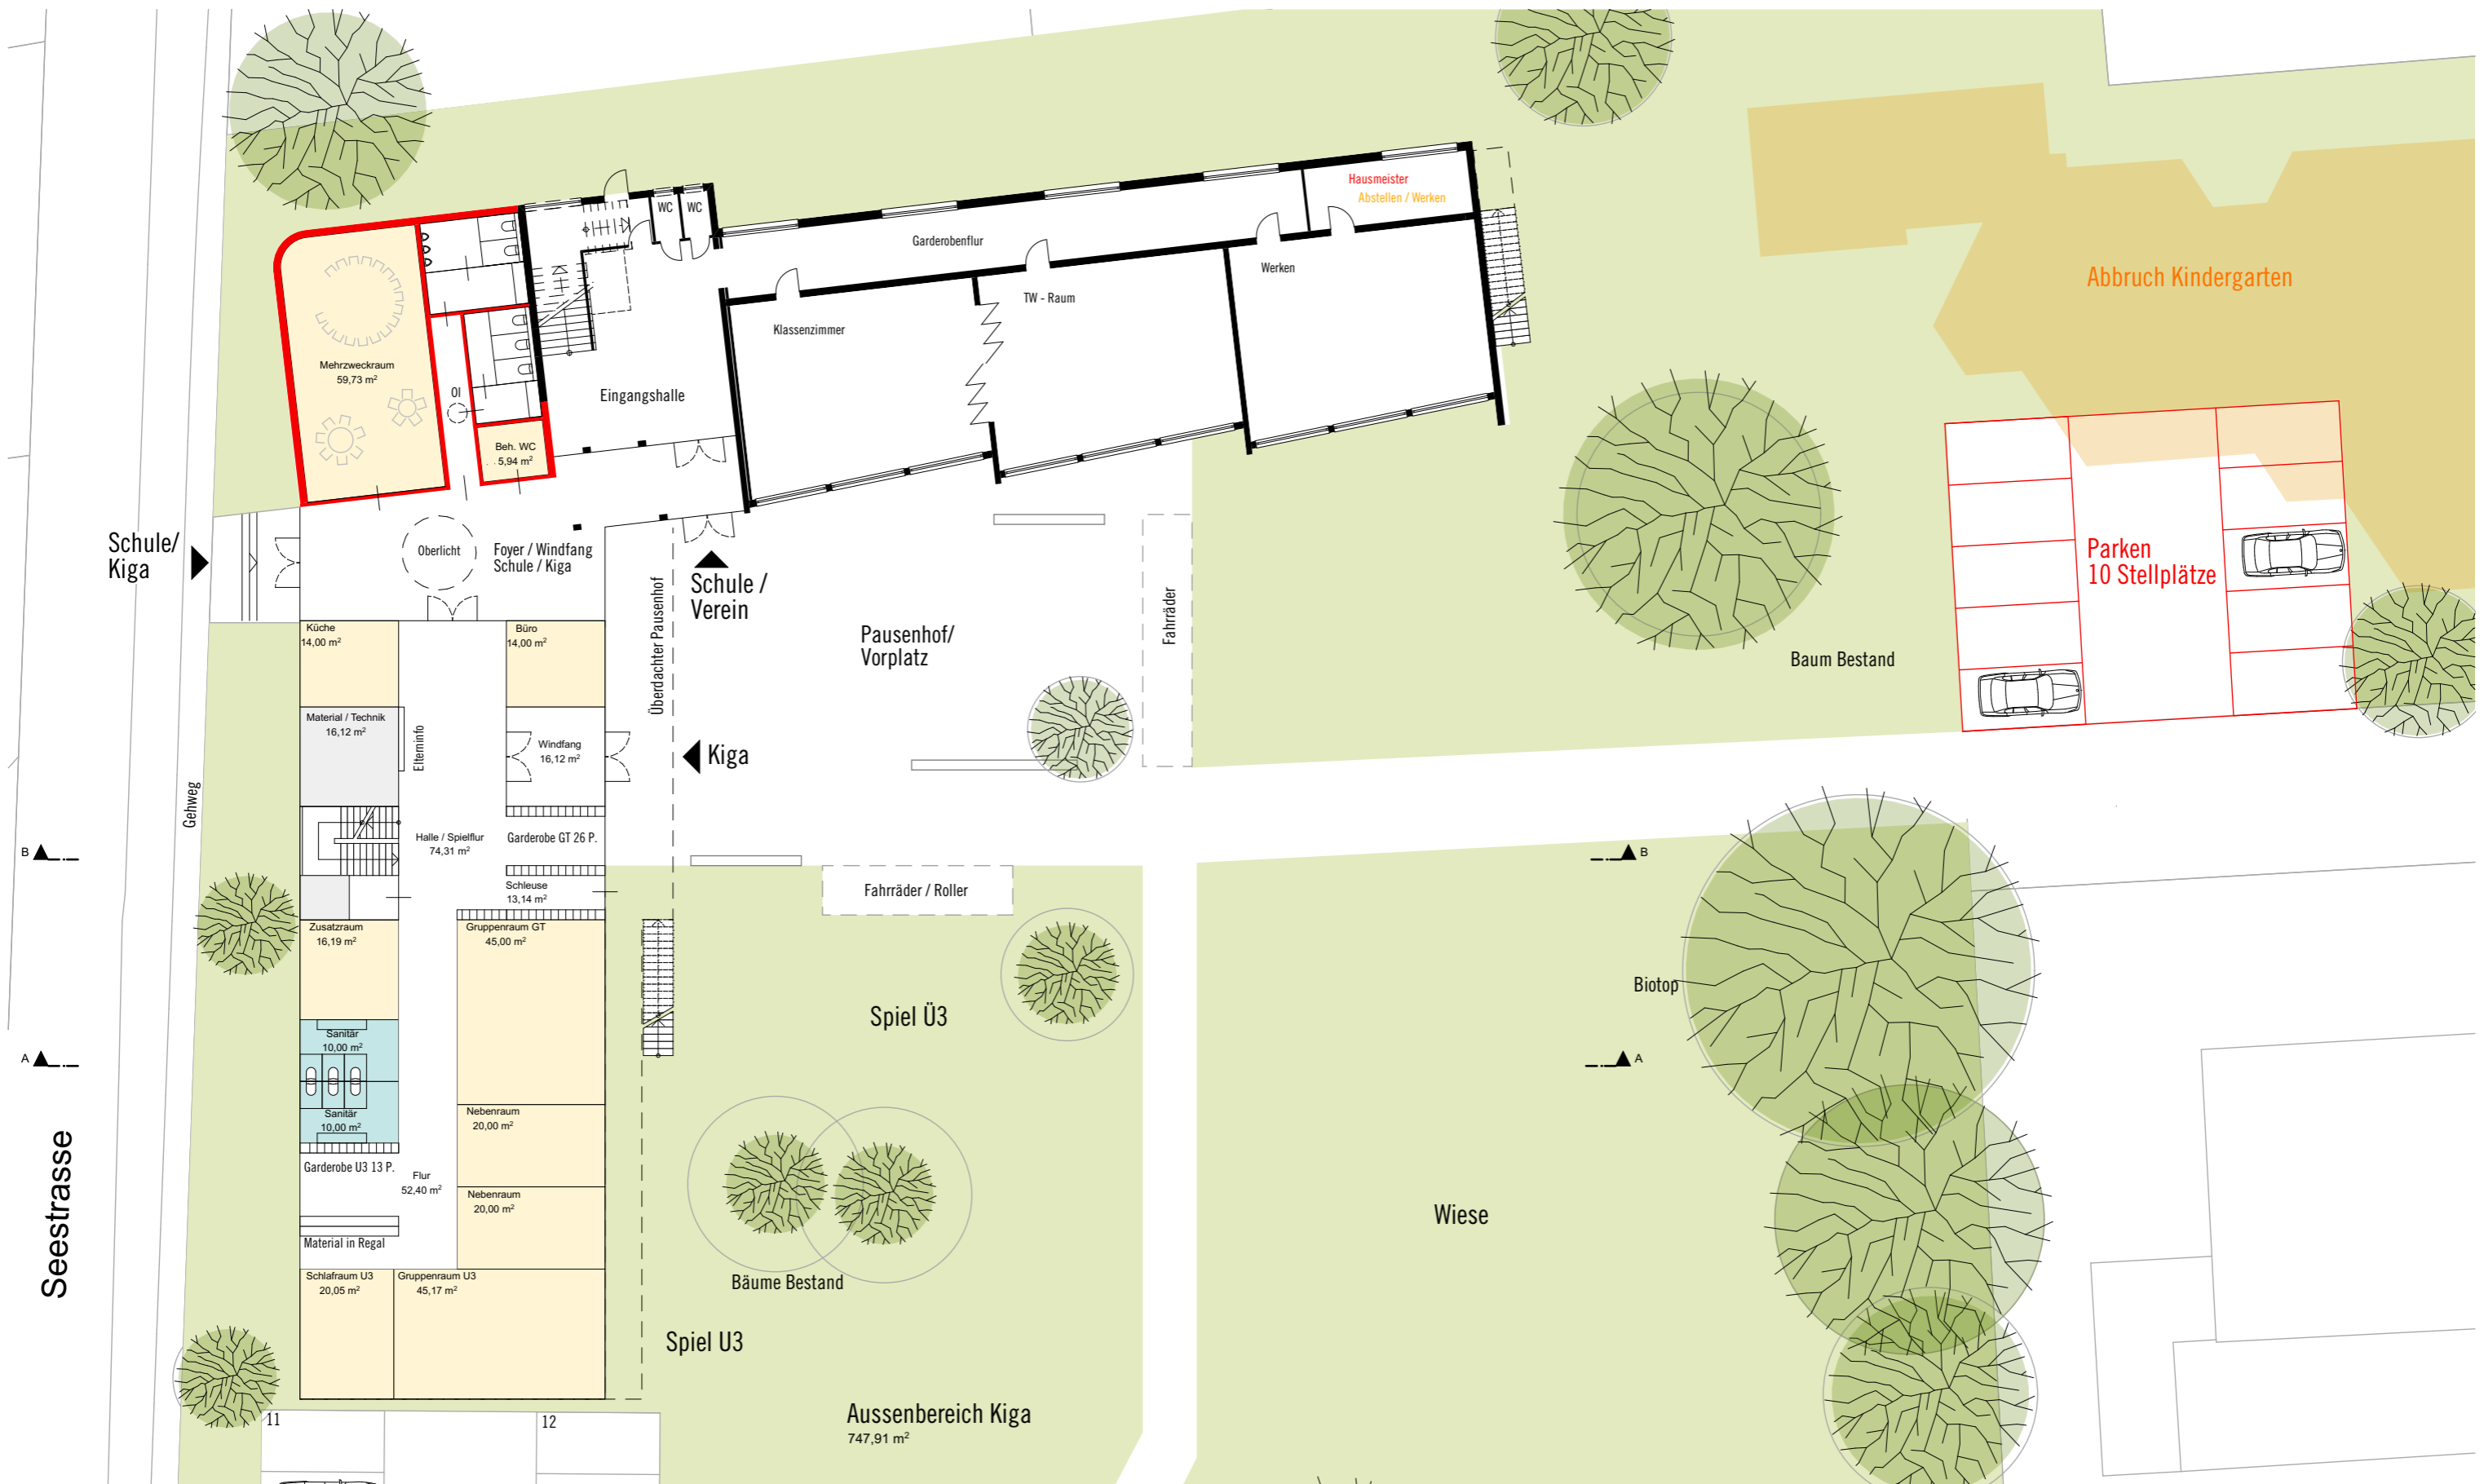 WC
WC
Hausmeister
Abstellen / Werken
Garderobenflur
Werken
TW - Raum
Klassenzimmer
Abbruch Kindergarten
Mehrzweckraum
59,73 m²
Ol
Eingangshalle
Beh. WC
5,94 m²
Schule/
Kiga
Oberlicht
Foyer / Windfang
Schule / Kiga
Schule /
Verein
Überdachter Pausenhof
Pausenhof/
Vorplatz
Fahrräder
Parken
10 Stellplätze
Baum Bestand
Küche
14,00 m²
Büro
14,00 m²
Material / Technik
16,12 m²
Elterninfo
Windfang
16,12 m²
Kiga
Gehweg
Halle / Spielflur
74,31 m²
Garderobe GT 26 P.
B
B
Schleuse
13,14 m²
Fahrräder / Roller
Zusatzraum
16,19 m²
Gruppenraum GT
45,00 m²
Biotop
Spiel Ü3
Sanitär
10,00 m²
A
A
Sanitär
10,00 m²
Nebenraum
20,00 m²
Garderobe U3 13 P.
Flur
52,40 m²
Nebenraum
20,00 m²
Wiese
Seestrasse
Material in Regal
Schlafraum U3
20,05 m²
Gruppenraum U3
45,17 m²
Bäume Bestand
Spiel U3
11
12
Aussenbereich Kiga
747,91 m²